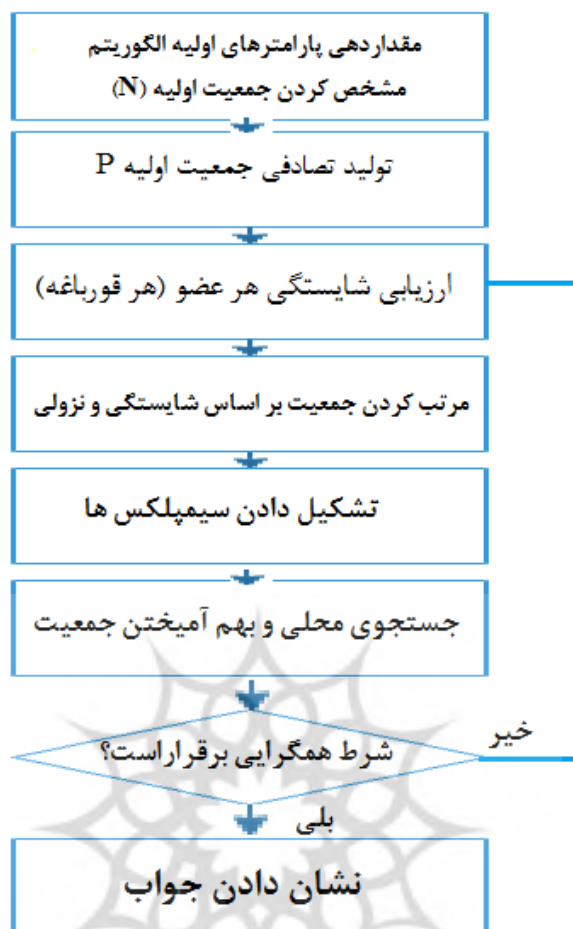 مقداردهی پارامترهای اولیه الگوریتم
مشخص کردن جمعیت اولیه (N)
تولید تصادفی جمعیت اولیه P
ارزیابی شایستگی هر عضو (هر قورباغه)
مرتب کردن جمعیت بر اساس شایستگی و نزولی
تشکیل دادن سیمپلکس ها
جستجوی محلی و بهم آمیختن جمعیت
شرط همگرایی برقراراست؟
خیر
بلی
نشان دادن جواب